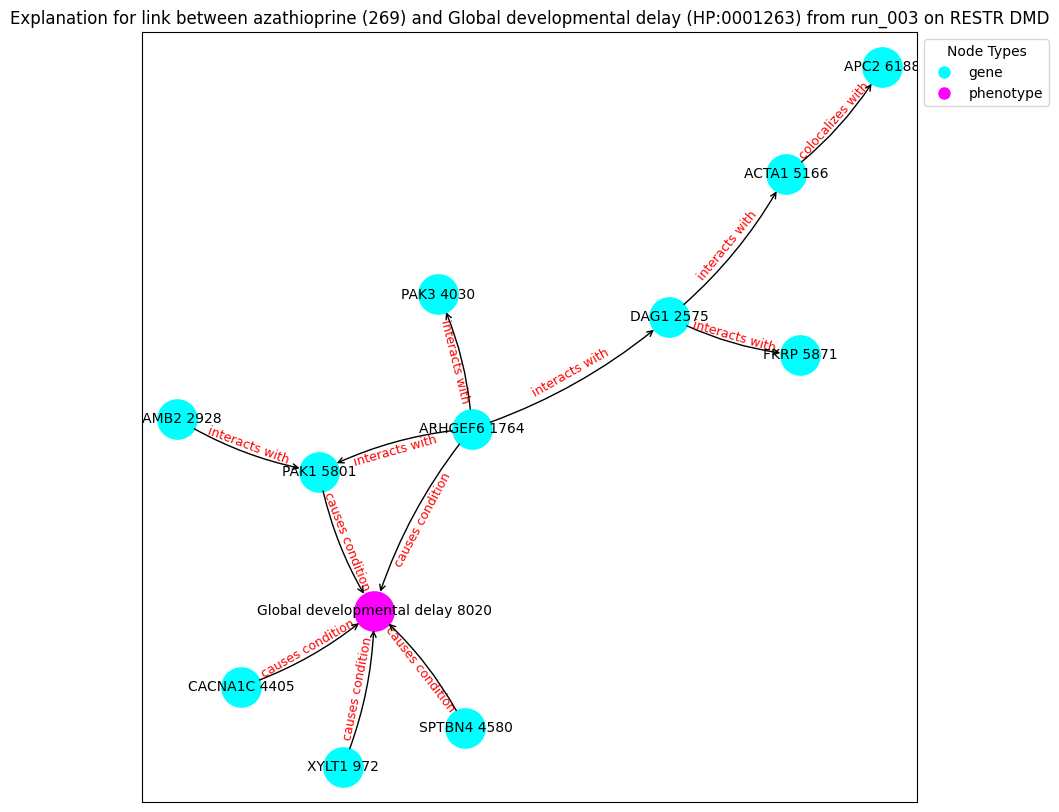 Explanation for link between azathioprine (269) and Global developmental delay (HP:0001263) from run_003 on RESTR DMD
Node Types
gene
phenotype
APC2 6188
colocalizes with
ACTA1 5166
interacts with
PAK3 4030
DAG1 2575
interacts with
FKRP 5871
interacts with
interacts with
AMB2 2928
interacts with
ARHGEF6 1764
interacts with
PAK1 5801
causes condition
causes condition
Global developmental delay 8020
causes condition
causes condition
causes condition
CACNA1C 4405
SPTBN4 4580
XYLT1 972